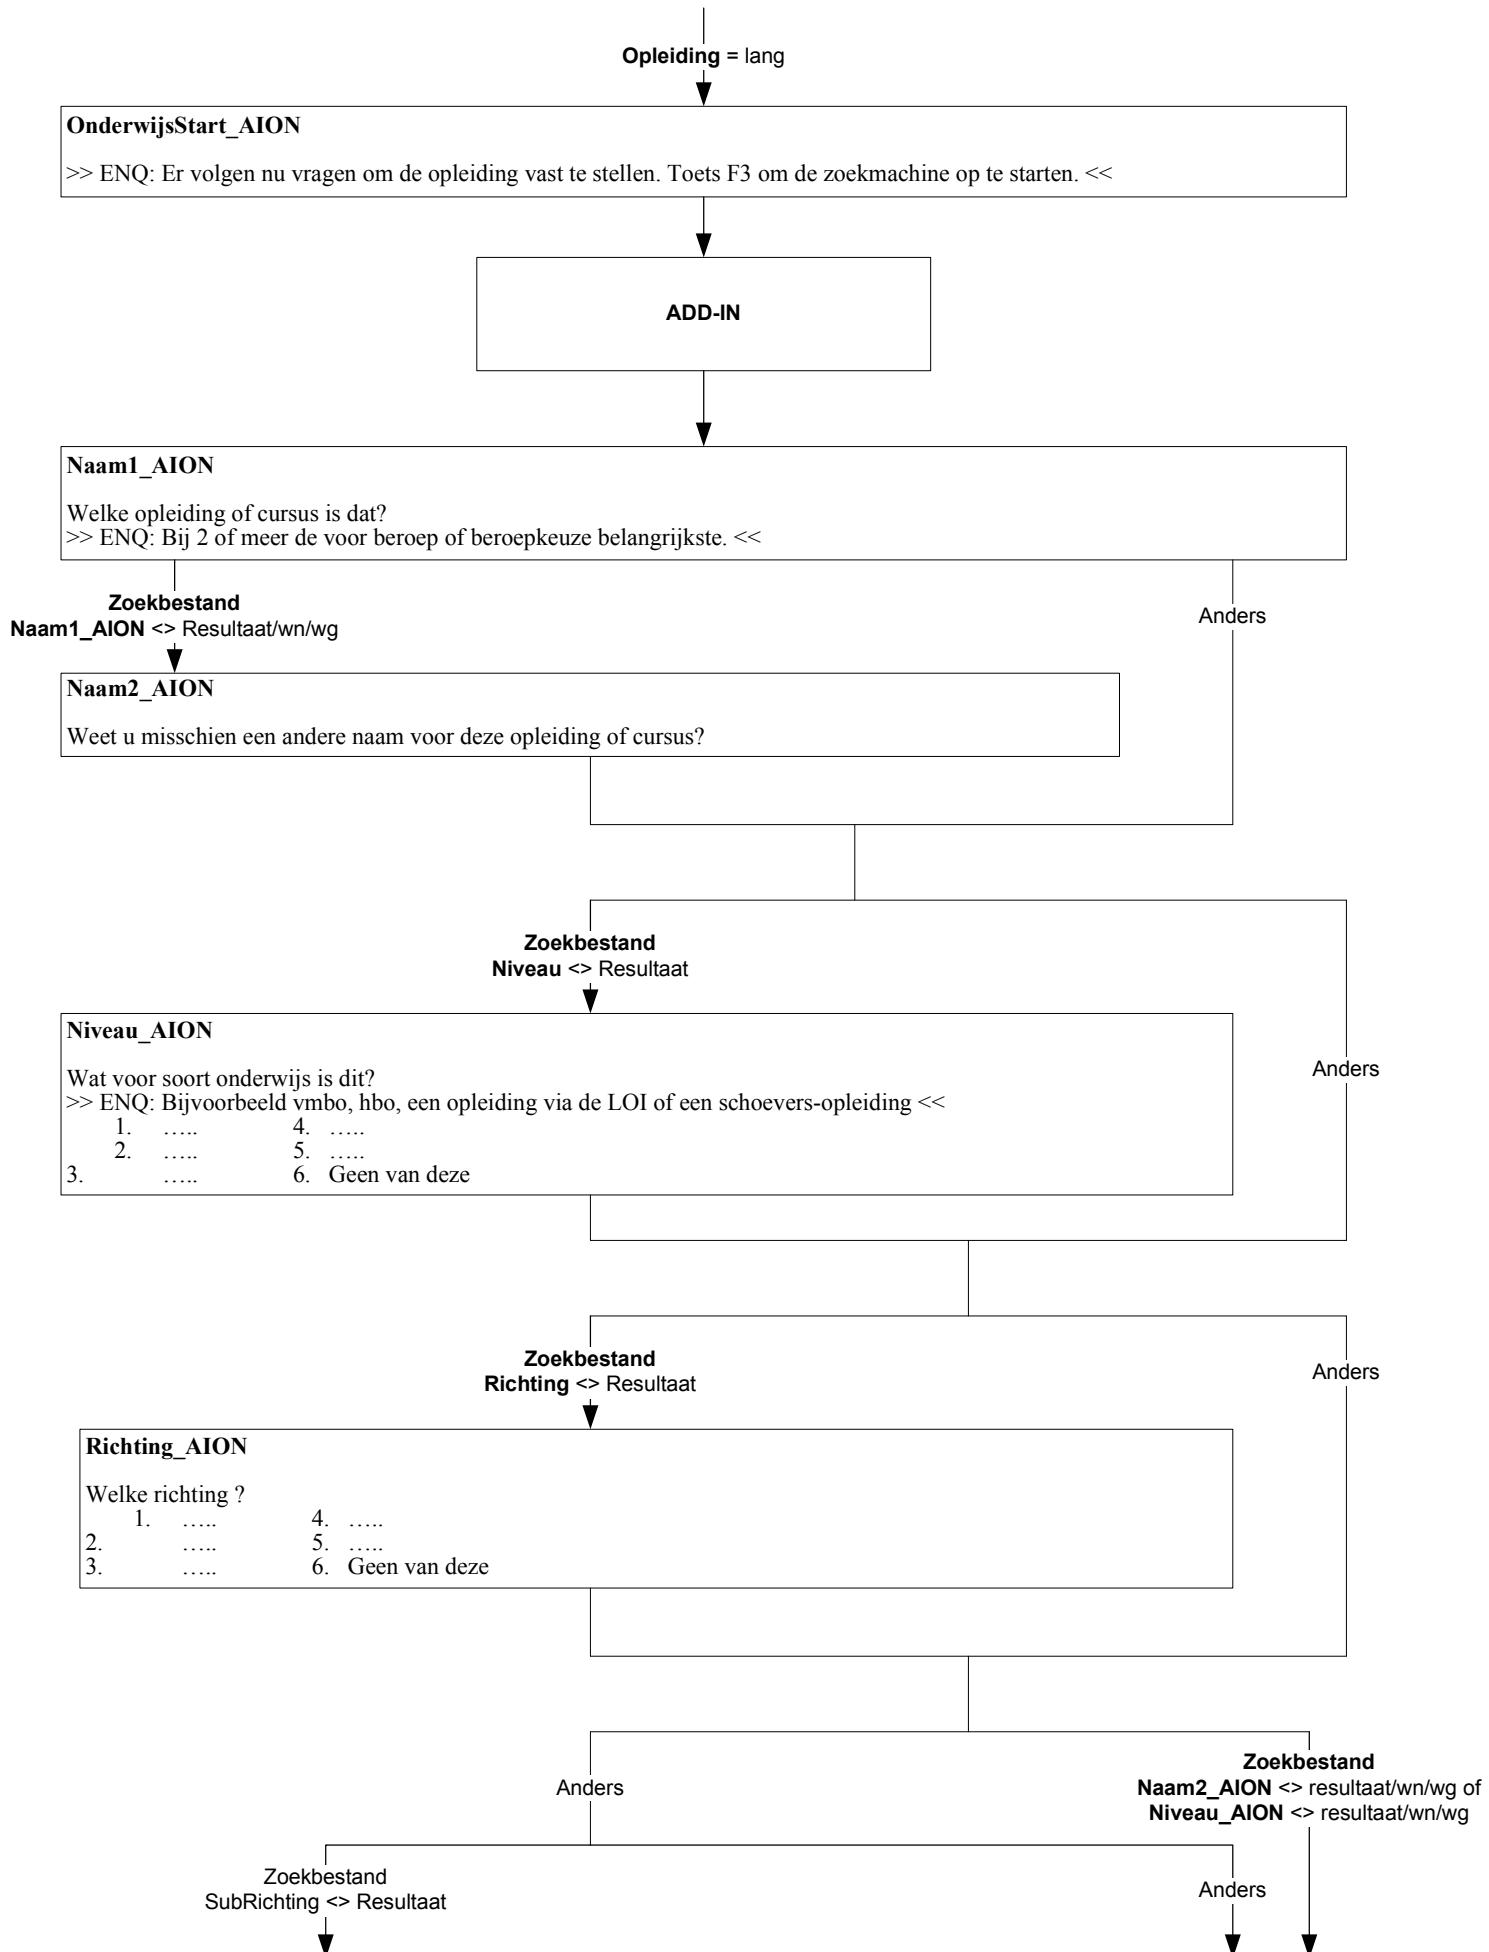 Opleiding = lang
OnderwijsStart_AION
>> ENQ: Er volgen nu vragen om de opleiding vast te stellen. Toets F3 om de zoekmachine op te starten. <<
ADD-IN
Naam1_AION
Welke opleiding of cursus is dat?
>> ENQ: Bij 2 of meer de voor beroep of beroepkeuze belangrijkste. <<
Zoekbestand
Naam1_AION <> Resultaat/wn/wg
Anders
Naam2_AION
Weet u misschien een andere naam voor deze opleiding of cursus?
Zoekbestand
Niveau <> Resultaat
Niveau_AION
Wat voor soort onderwijs is dit?
>> ENQ: Bijvoorbeeld vmbo, hbo, een opleiding via de LOI of een schoevers-opleiding <<
1. ..... 4. .....
2. ..... 5. .....
3. ..... 6. Geen van deze
Anders
Zoekbestand
Richting <> Resultaat
Anders
Richting_AION
Welke richting ?
1. ..... 4. .....
2. ..... 5. .....
3. ..... 6. Geen van deze
Anders
Zoekbestand
Naam2_AION <> resultaat/wn/wg of
Niveau_AION <> resultaat/wn/wg
Zoekbestand
SubRichting <> Resultaat
Anders